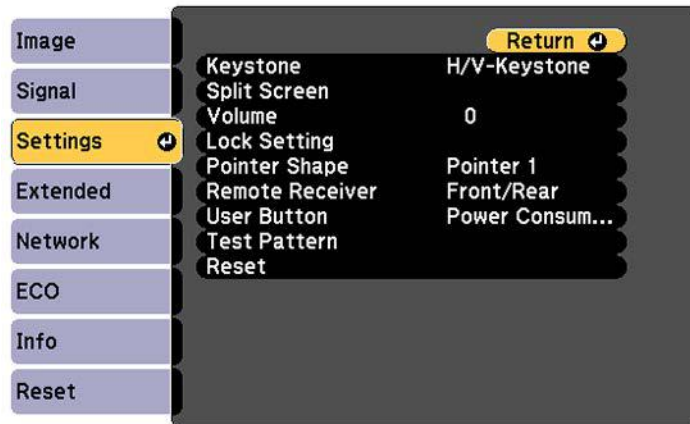 Image
Signal
Settings
Extended
Network
ECO
Info
Reset
Return
Keystone H/V-Keystone
Split Screen
Volume 0
Lock Setting
Pointer Shape Pointer 1
Remote Receiver Front/Rear
User Button Power Consum...
Test Pattern
Reset